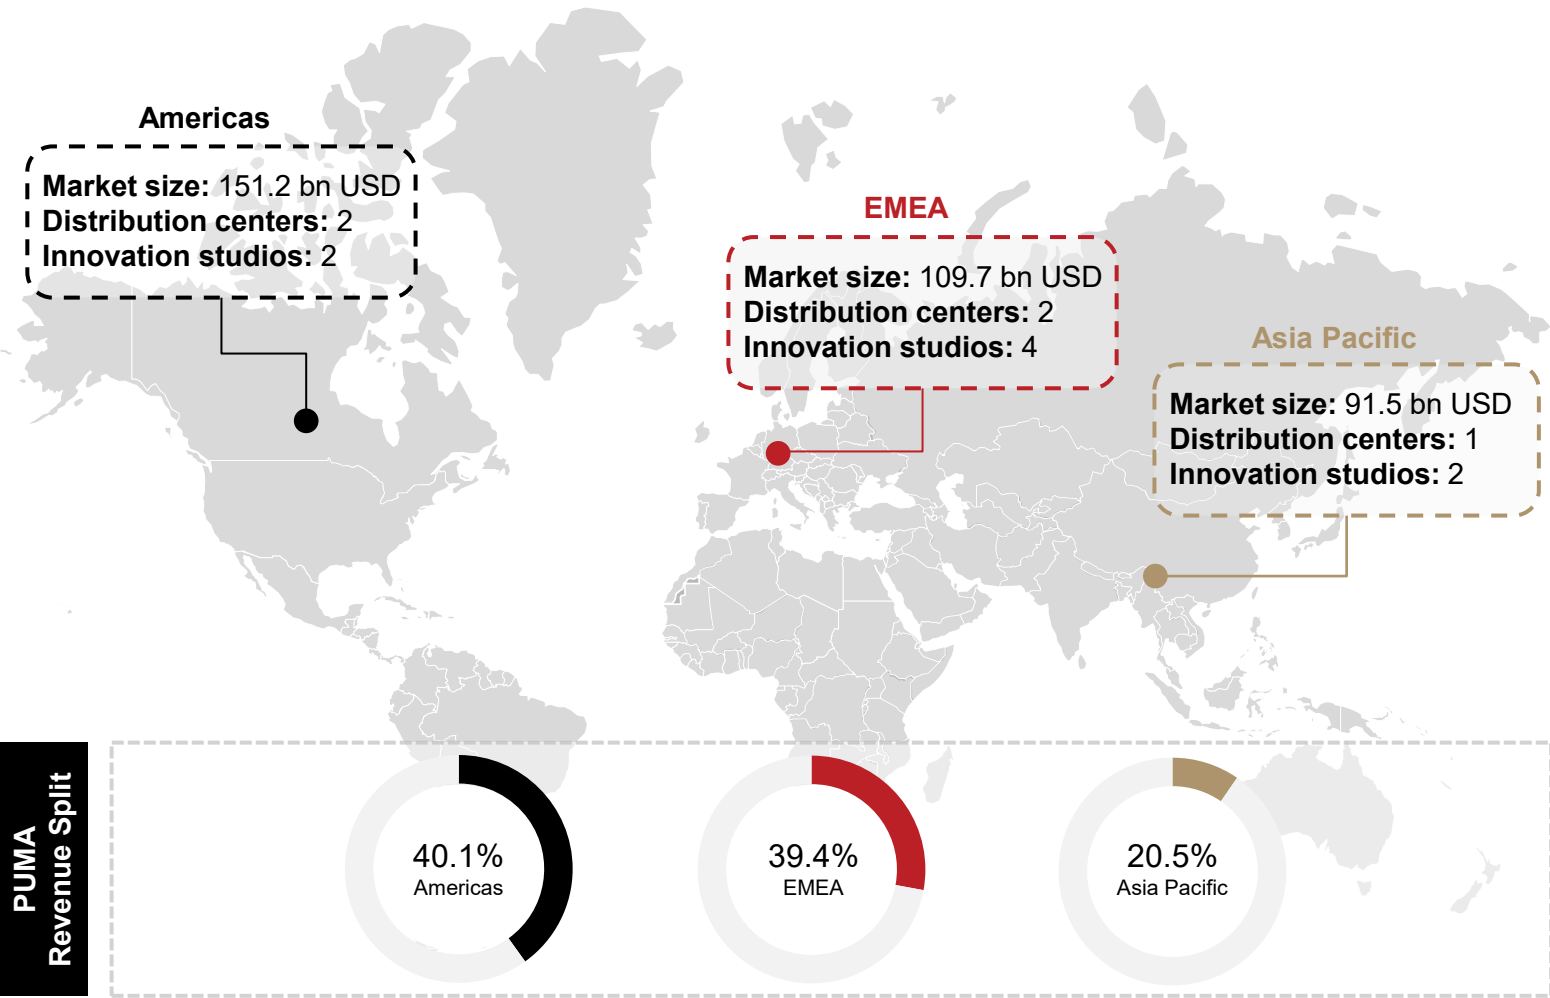 Americas
Market size: 151.2 bn USD
Distribution centers: 2
Innovation studios: 2
EMEA
Market size: 109.7 bn USD
Distribution centers: 2
Innovation studios: 4
Asia Pacific
Market size: 91.5 bn USD
Distribution centers: 1
Innovation studios: 2
PUMA
Revenue Split
40.1%
Americas
39.4%
EMEA
20.5%
Asia Pacific